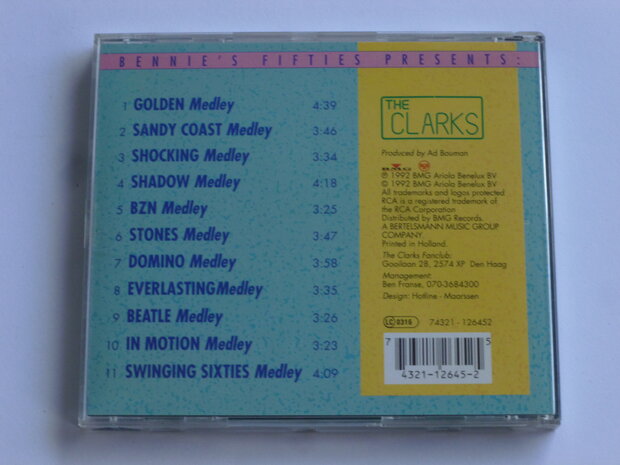 BENNIE'S FIFTIES PRESENTS:
1 GOLDEN Medley 4:39
2 SANDY COAST Medley 3:46
3 SHOCKING Medley 3:34
4 SHADOW Medley 4:18
5 BZN Medley 3:25
6 STONES Medley 3:47
7 DOMINO Medley 3:58
8 EVERLASTINGMedley 3:35
9 BEATLE Medley 3:26
10 IN MOTION Medley 3:23
11 SWINGING SIXTIES Medley 4:09
THE
CLARKS
Produced by Ad Bouman
BMG
℗ 1992 BMG Ariola Benelux BV
© 1992 BMG Ariola Benelux BV
All trademarks and logos protected
RCA is a registered trademark of
the RCA Corporation
Distributed by BMG Records.
A BERTELSMANN MUSIC GROUP
COMPANY.
Printed in Holland.
The Clarks Fanclub:
Gooilaan 28, 2574 XP Den Haag
Management:
Ben Franse, 070-3684300
Design: Hotline - Maarssen
LC 0316 74321 - 126452
7 5
4321-12645-2